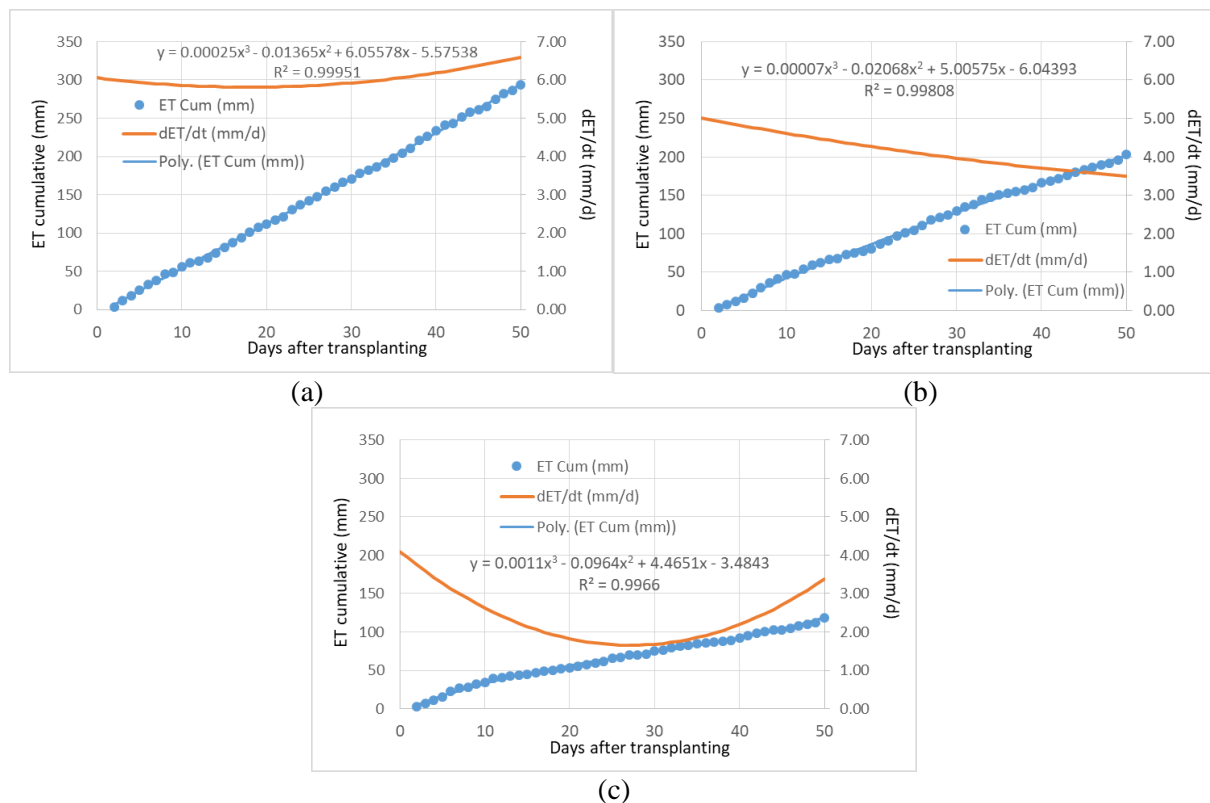 y = 0.00025x³ - 0.01365x² + 6.05578x - 5.57538
R² = 0.99951
ET Cum (mm)
dET/dt (mm/d)
Poly. (ET Cum (mm))
ET cumulative (mm)
350
300
250
200
150
100
50
0
7.00
6.00
5.00
4.00
3.00
2.00
1.00
0.00
dET/dt (mm/d)
0 10 20 30 40 50
Days after transplanting
(a)
y = 0.00007x³ - 0.02068x² + 5.00575x - 6.04393
R² = 0.99808
ET Cum (mm)
dET/dt (mm/d)
Poly. (ET Cum (mm))
ET cumulative (mm)
350
300
250
200
150
100
50
0
7.00
6.00
5.00
4.00
3.00
2.00
1.00
0.00
dET/dt (mm/d)
0 10 20 30 40 50
Days after transplanting
(b)
ET Cum (mm)
dET/dt (mm/d)
Poly. (ET Cum (mm))
y = 0.0011x³ - 0.0964x² + 4.4651x - 3.4843
R² = 0.9966
ET cumulative (mm)
350
300
250
200
150
100
50
0
7.00
6.00
5.00
4.00
3.00
2.00
1.00
0.00
dET/dt (mm/d)
0 10 20 30 40 50
Days after transplanting
(c)